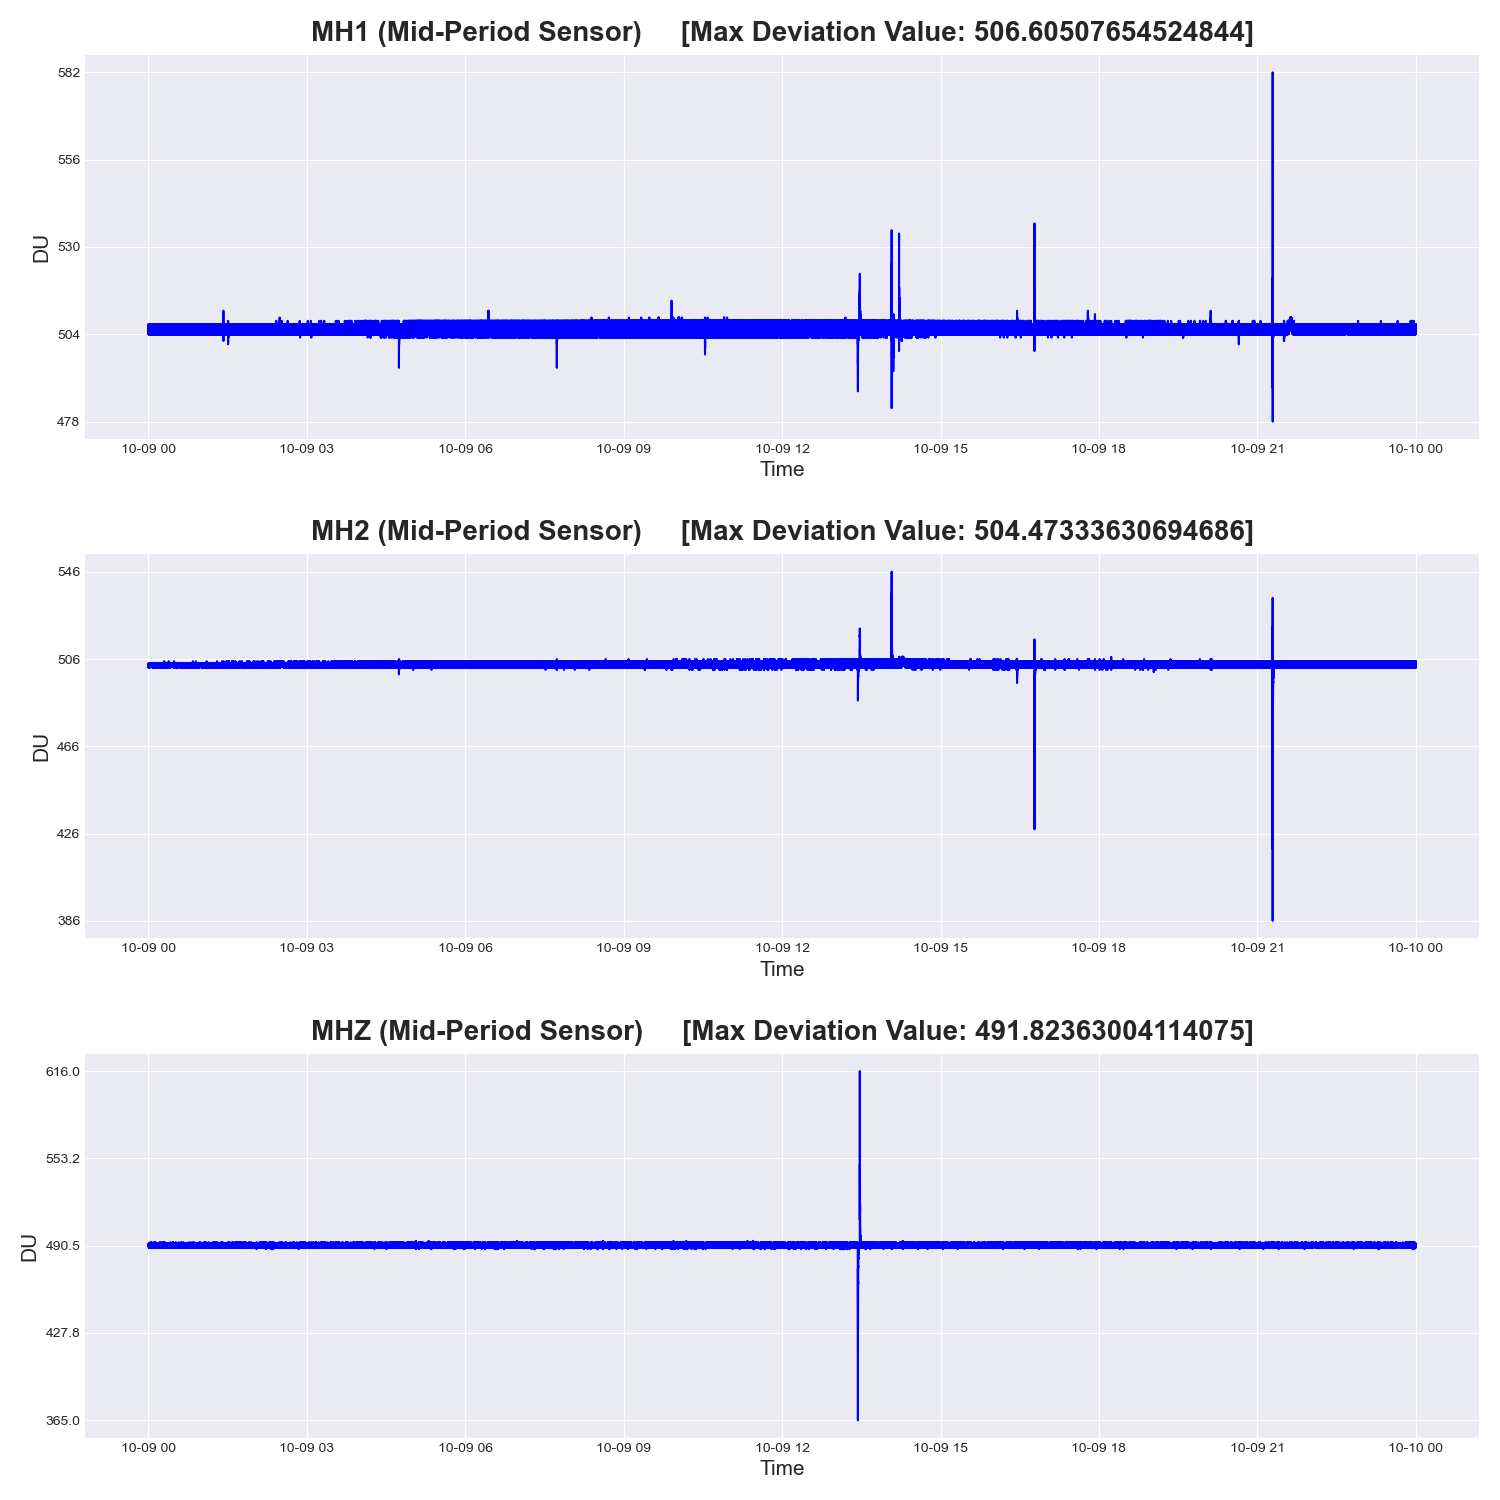 MH1 (Mid-Period Sensor) [Max Deviation Value: 506.60507654524844]
582
556
530
504
478
DU
10-09 00 10-09 03 10-09 06 10-09 09 10-09 12 10-09 15 10-09 18 10-09 21 10-10 00
Time
MH2 (Mid-Period Sensor) [Max Deviation Value: 504.47333630694686]
546
506
466
426
386
DU
10-09 00 10-09 03 10-09 06 10-09 09 10-09 12 10-09 15 10-09 18 10-09 21 10-10 00
Time
MHZ (Mid-Period Sensor) [Max Deviation Value: 491.82363004114075]
616.0
553.2
490.5
427.8
365.0
DU
10-09 00 10-09 03 10-09 06 10-09 09 10-09 12 10-09 15 10-09 18 10-09 21 10-10 00
Time